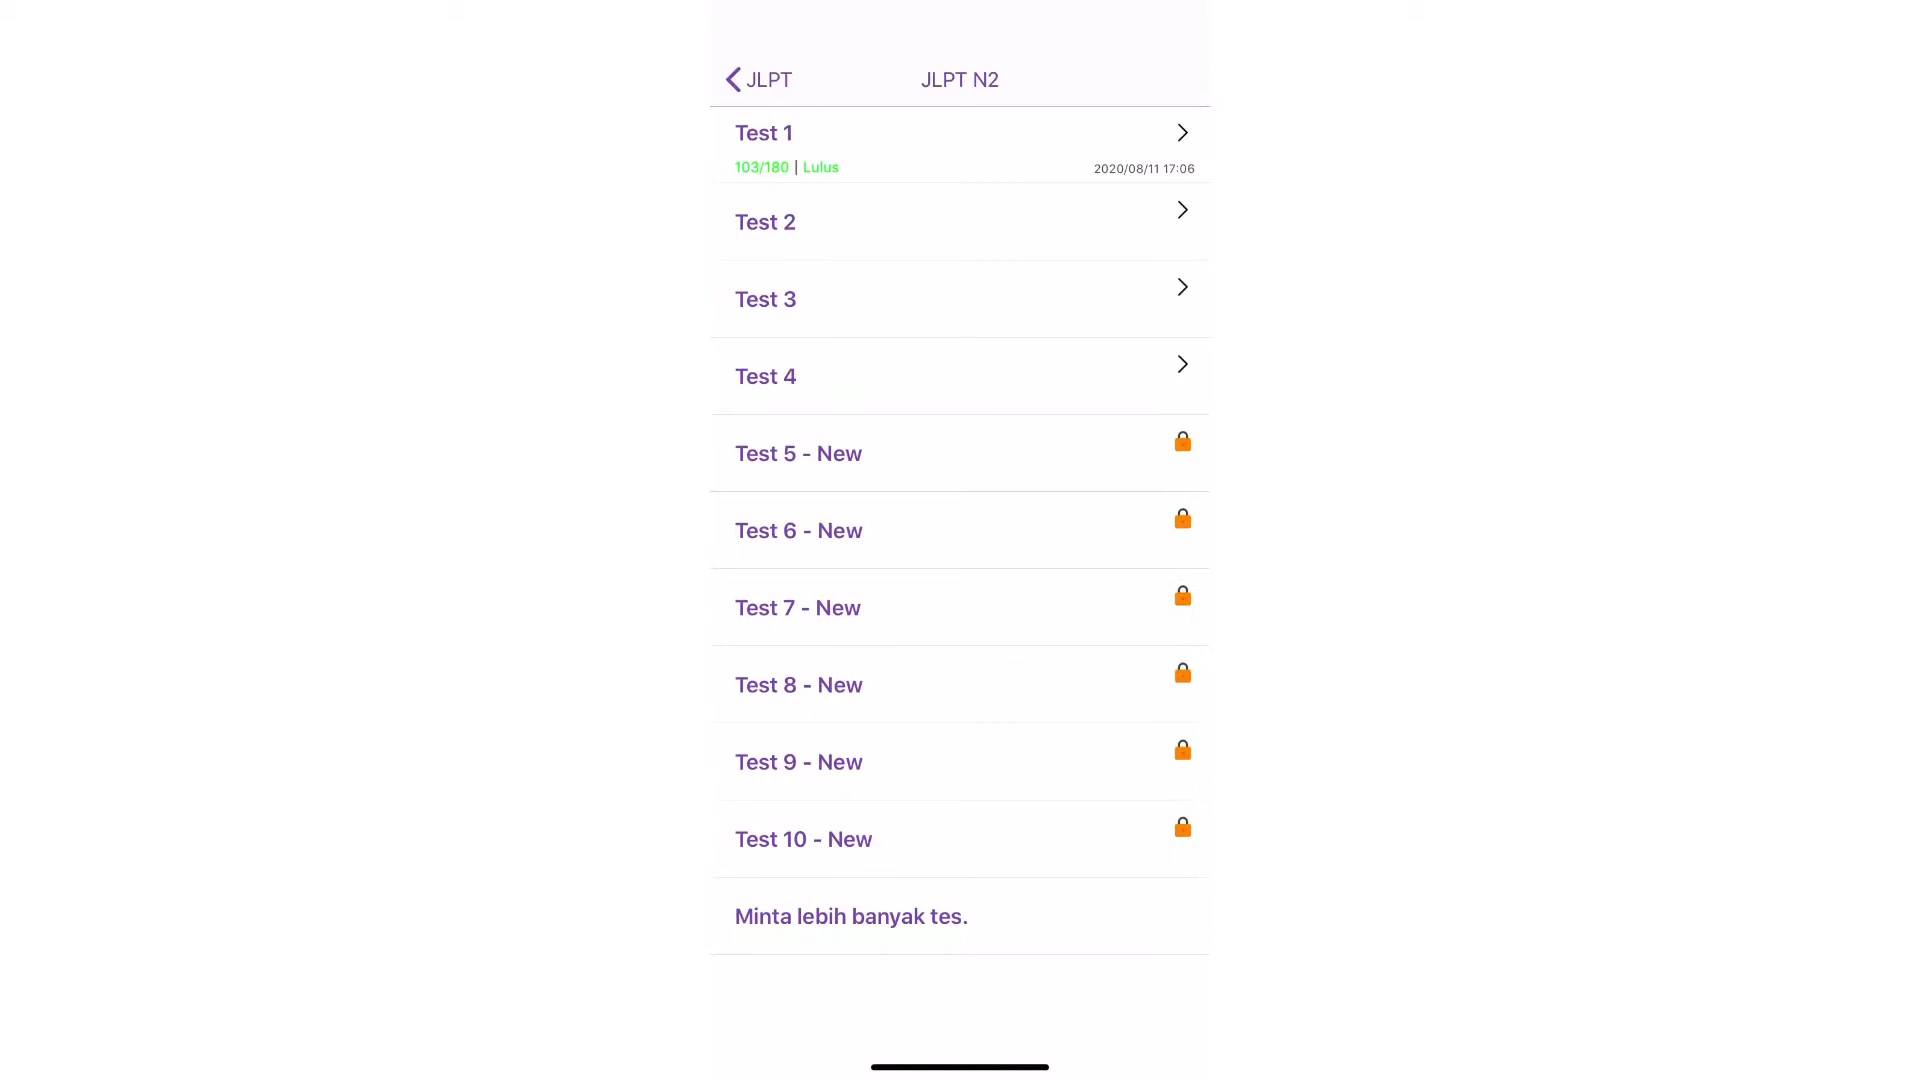 JLPT
JLPT N2
Test 1
103/180 | Lulus
2020/08/11 17:06
Test 2
Test 3
Test 4
Test 5 - New
Test 6 - New
Test 7 - New
Test 8 - New
Test 9 - New
Test 10 - New
Minta lebih banyak tes.